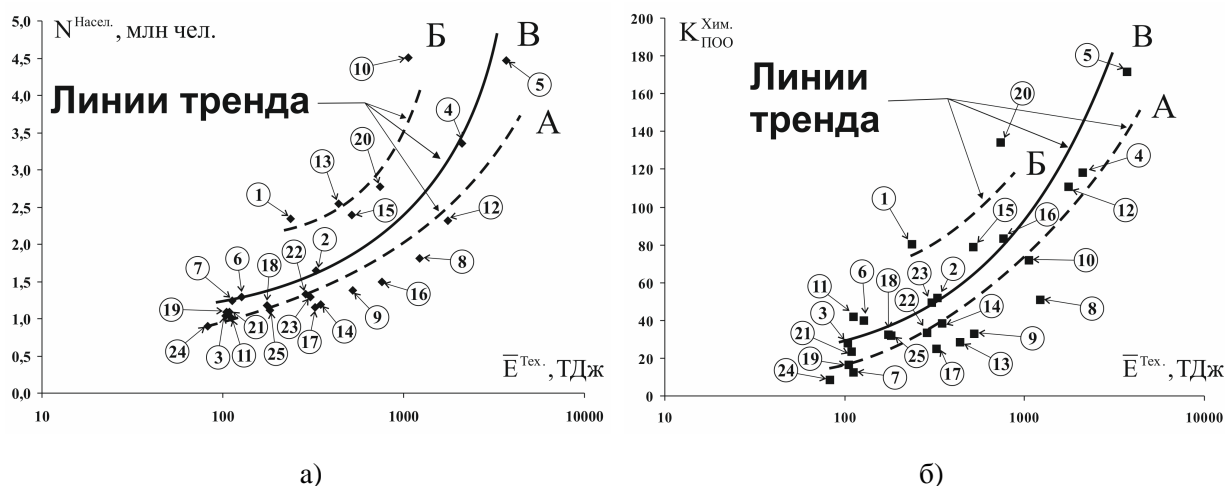 N Насел. , млн чел.
5,0
4,5
4,0
3,5
3,0
2,5
2,0
1,5
1,0
0,5
0,0
10 100 1000 10000
Ē Тех. , ТДж
Линии тренда
Б В А
10 5 4 20 13 1 15 12 2 22 8 7 6 18 16 19 9 24 3 11 21 25 23 17 14
а)
K Хим. ПОО
200
180
160
140
120
100
80
60
40
20
0
10 100 1000 10000
Ē Тех. , ТДж
Линии
тренда
В А Б
5 20 4 1 15 16 12 10 11 6 18 23 2 22 14 8 3 21 19 24 7 25 17 13 9
б)